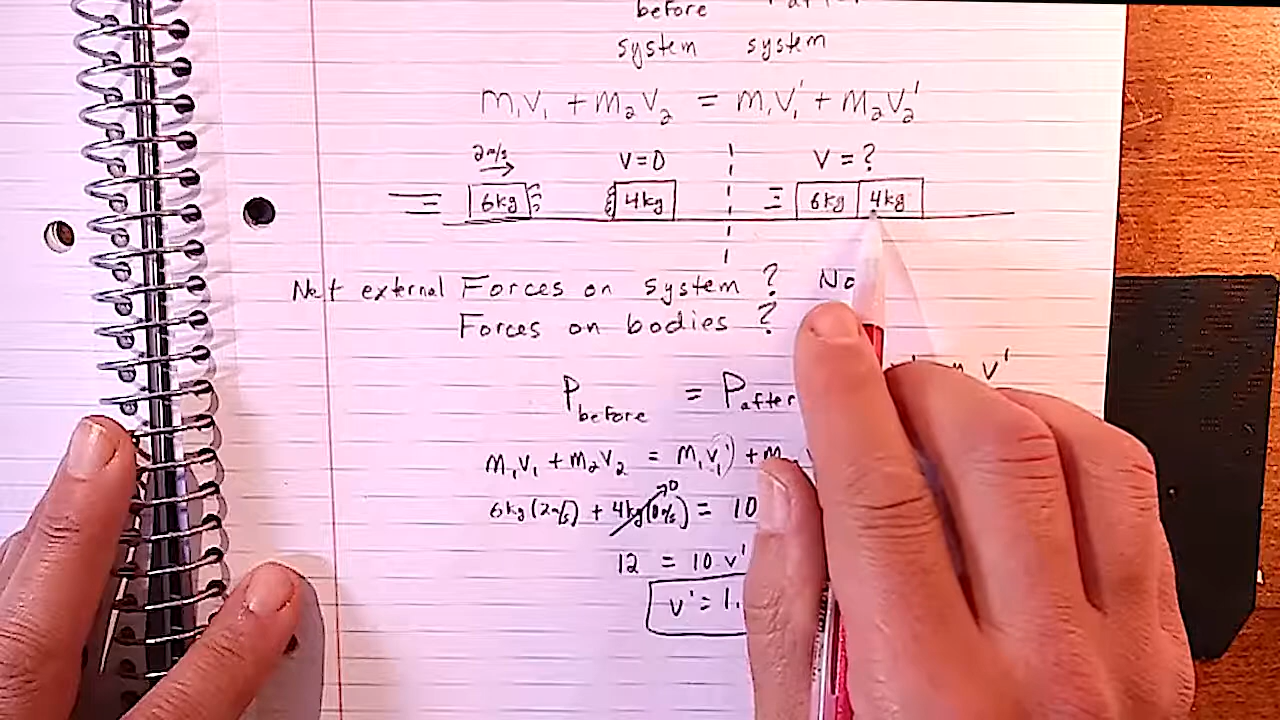 before
system system
m₁v₁ + m₂v₂ = m₁v₁' + m₂v₂'
2m/s v=0 v=?
6kg 4kg 6kg 4kg
Net external Forces on system? No
Forces on bodies?
v'
P before = P after
m₁v₁ + m₂v₂ = m₁v₁' + m
6kg(2m/s) + 4kg(0m/s) →0 = 10
12 = 10 v'
v' = 1.